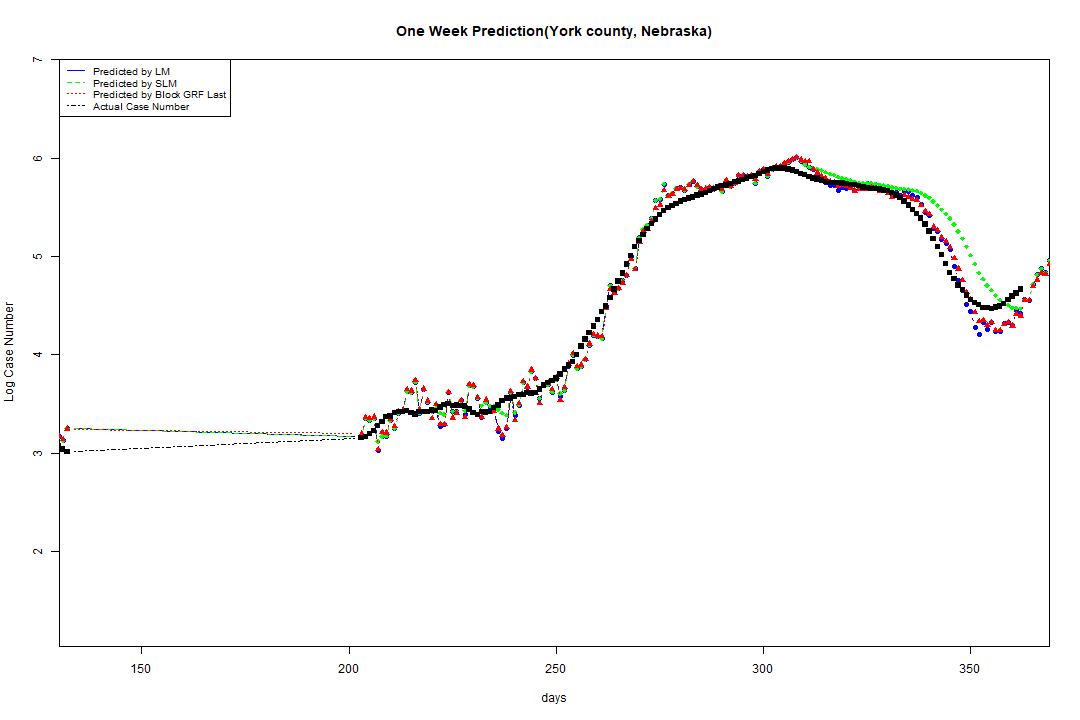 One Week Prediction(York county, Nebraska)
Predicted by LM
Predicted by SLM
Predicted by Block GRF Last
Actual Case Number
7
6
5
4
3
2
Log Case Number
150 200 250 300 350
days